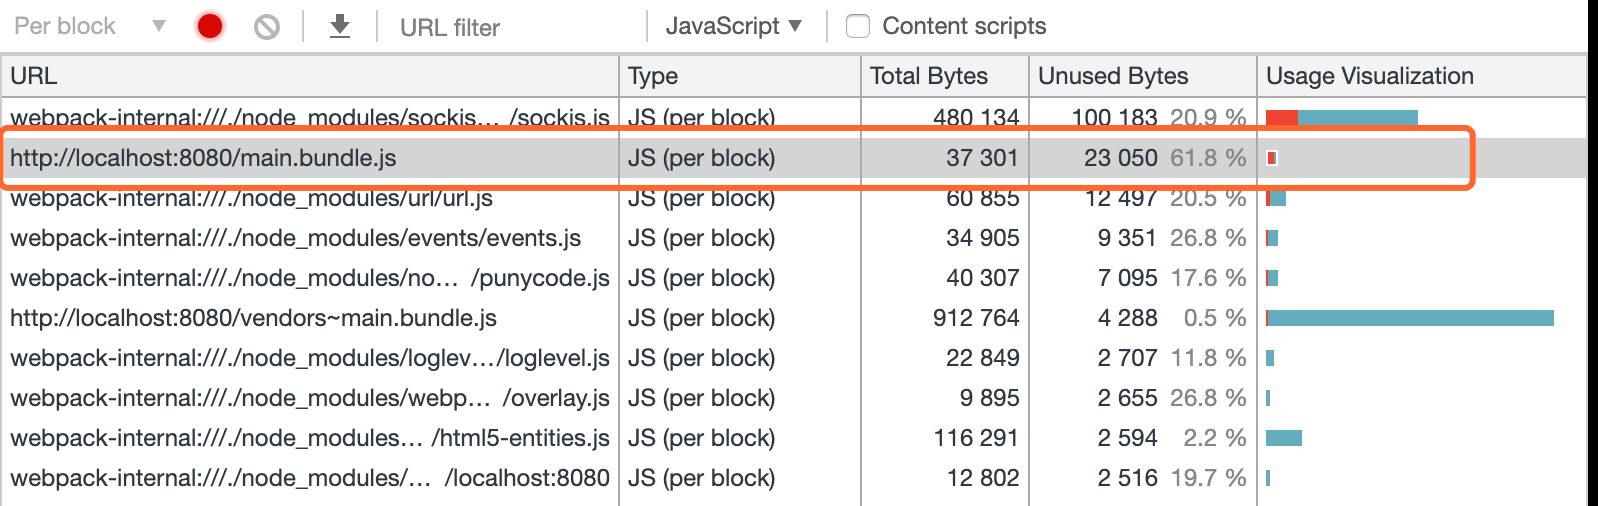 Per block ▼ URL filter JavaScript ▼ Content scripts
URL Type Total Bytes Unused Bytes Usage Visualization
webpack-internal:///./node_modules/sockjs… /sockjs.js JS (per block) 480 134 100 183 20.9 %
http://localhost:8080/main.bundle.js JS (per block) 37 301 23 050 61.8 %
webpack-internal:///./node_modules/url/url.js JS (per block) 60 855 12 497 20.5 %
webpack-internal:///./node_modules/events/events.js JS (per block) 34 905 9 351 26.8 %
webpack-internal:///./node_modules/no… /punycode.js JS (per block) 40 307 7 095 17.6 %
http://localhost:8080/vendors~main.bundle.js JS (per block) 912 764 4 288 0.5 %
webpack-internal:///./node_modules/loglev…/loglevel.js JS (per block) 22 849 2 707 11.8 %
webpack-internal:///./node_modules/webp… /overlay.js JS (per block) 9 895 2 655 26.8 %
webpack-internal:///./node_modules… /html5-entities.js JS (per block) 116 291 2 594 2.2 %
webpack-internal:///./node_modules/… /localhost:8080 JS (per block) 12 802 2 516 19.7 %